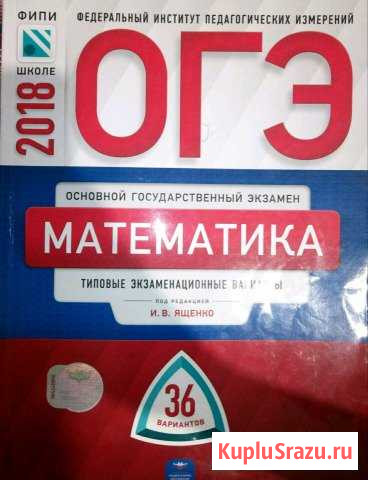 ФИПИ
ШКОЛЕ
2018
ФЕДЕРАЛЬНЫЙ ИНСТИТУТ ПЕДАГОГИЧЕСКИХ ИЗМЕРЕНИЙ
ОГЭ
ОСНОВНОЙ ГОСУДАРСТВЕННЫЙ ЭКЗАМЕН
МАТЕМАТИКА
ТИПОВЫЕ ЭКЗАМЕНАЦИОННЫЕ ВАРИАНТЫ
ПОД РЕДАКЦИЕЙ
И. В. ЯЩЕНКО
36
ВАРИАНТОВ
KupluSrazu.ru